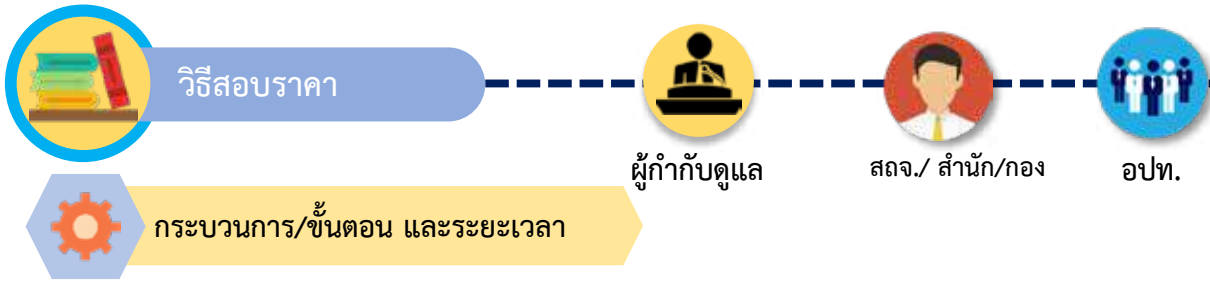 วิธีสอบราคา
ผู้กำกับดูแล
สถจ./ สำนัก/กอง
อปท.
กระบวนการ/ขั้นตอน และระยะเวลา